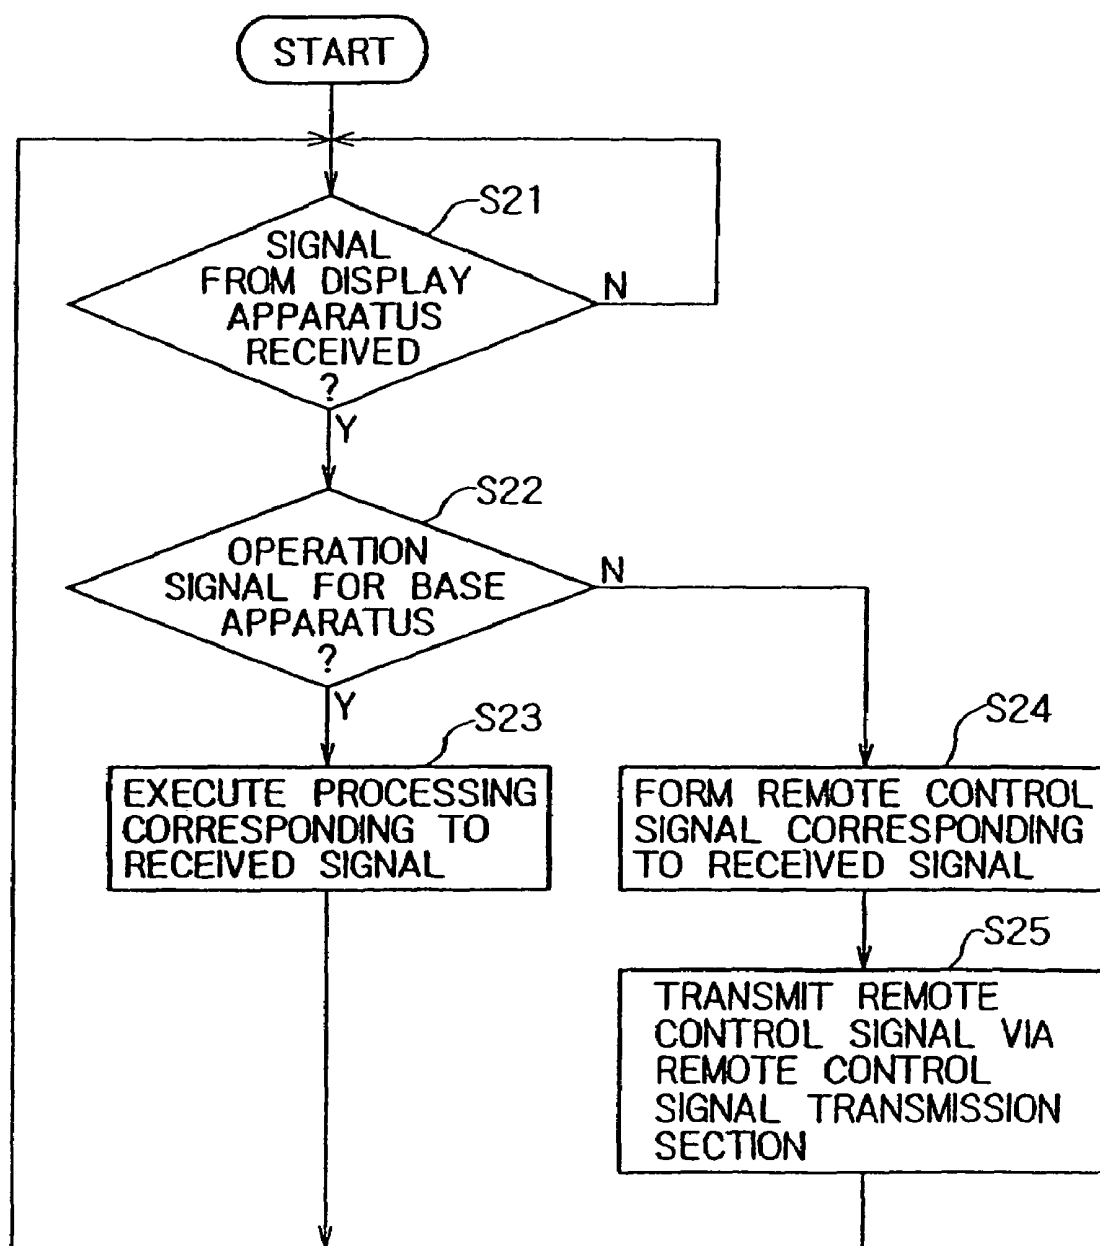 START
S21
SIGNAL
FROM DISPLAY
APPARATUS
RECEIVED
?
N
Y
S22
OPERATION
SIGNAL FOR BASE
APPARATUS
?
N
Y
S23
EXECUTE PROCESSING
CORRESPONDING TO
RECEIVED SIGNAL
S24
FORM REMOTE CONTROL
SIGNAL CORRESPONDING
TO RECEIVED SIGNAL
S25
TRANSMIT REMOTE
CONTROL SIGNAL VIA
REMOTE CONTROL
SIGNAL TRANSMISSION
SECTION